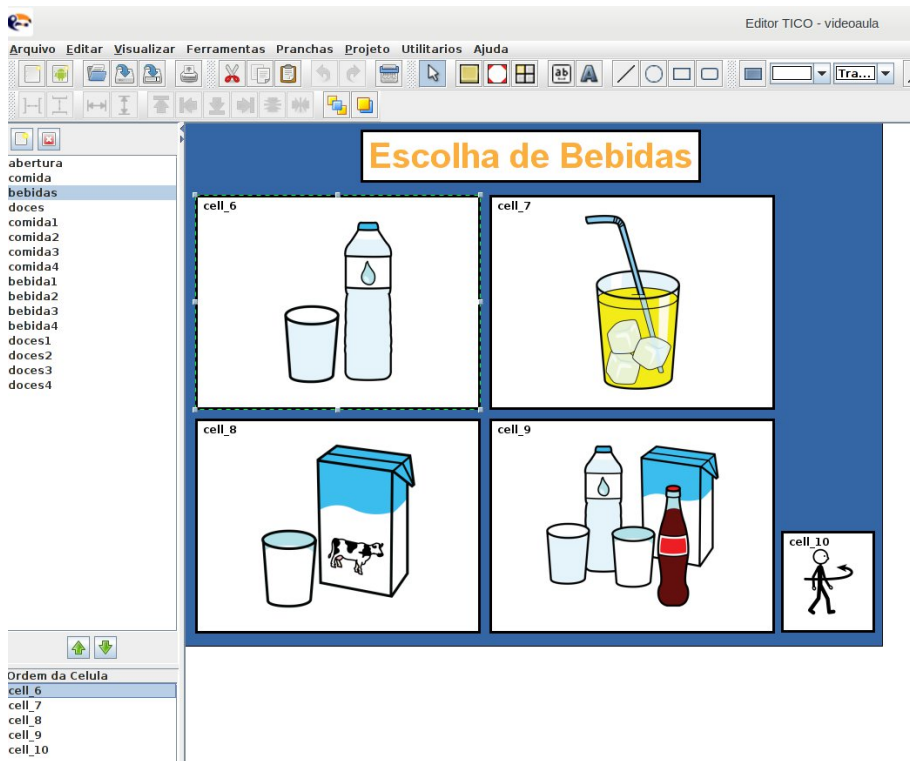 Editor TICO - videoaula
Arquivo Editar Visualizar Ferramentas Pranchas Projeto Utilitarios Ajuda
ab A Tra...
abertura
comida
bebidas
doces
comida1
comida2
comida3
comida4
bebida1
bebida2
bebida3
bebida4
doces1
doces2
doces3
doces4
Escolha de Bebidas
cell_6
cell_7
cell_8
cell_9
cell_10
Ordem da Celula
cell_6
cell_7
cell_8
cell_9
cell_10